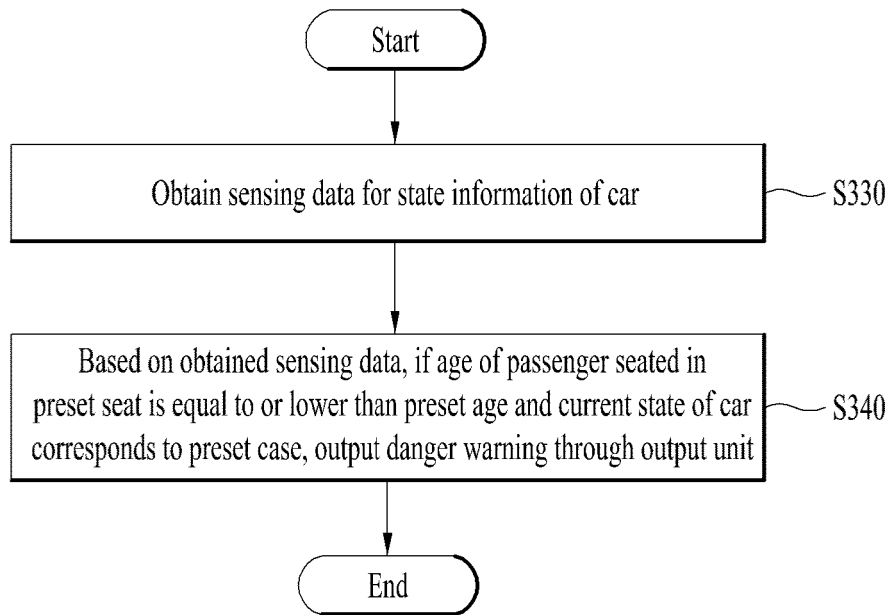 Start
Obtain sensing data for state information of car
S330
Based on obtained sensing data, if age of passenger seated in
preset seat is equal to or lower than preset age and current state of car
corresponds to preset case, output danger warning through output unit
S340
End